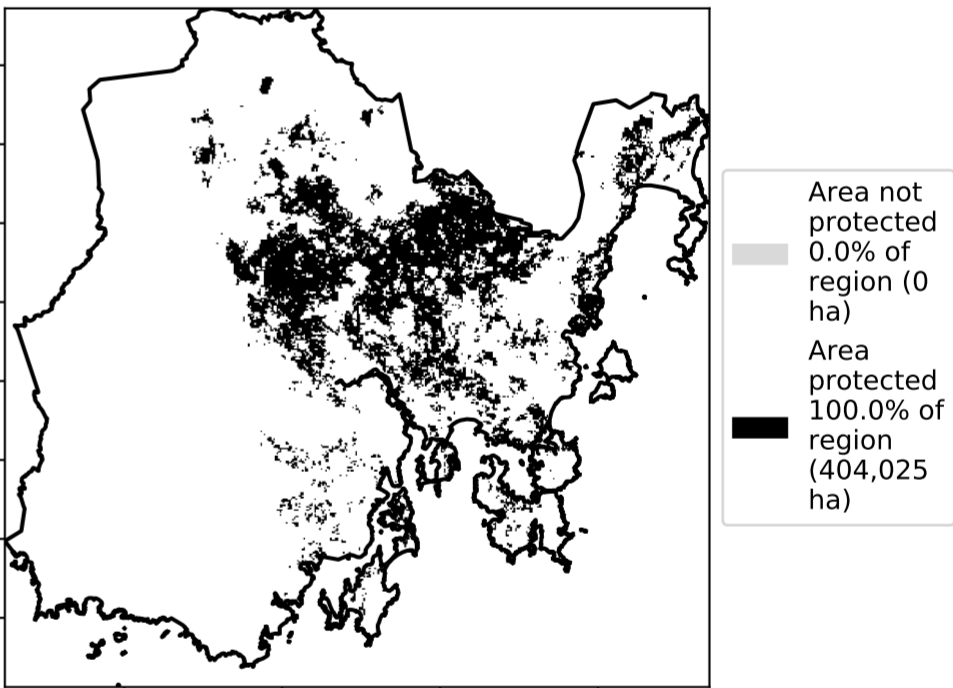 Area not
protected
0.0% of
region (0
ha)
Area
protected
100.0% of
region
(404,025
ha)